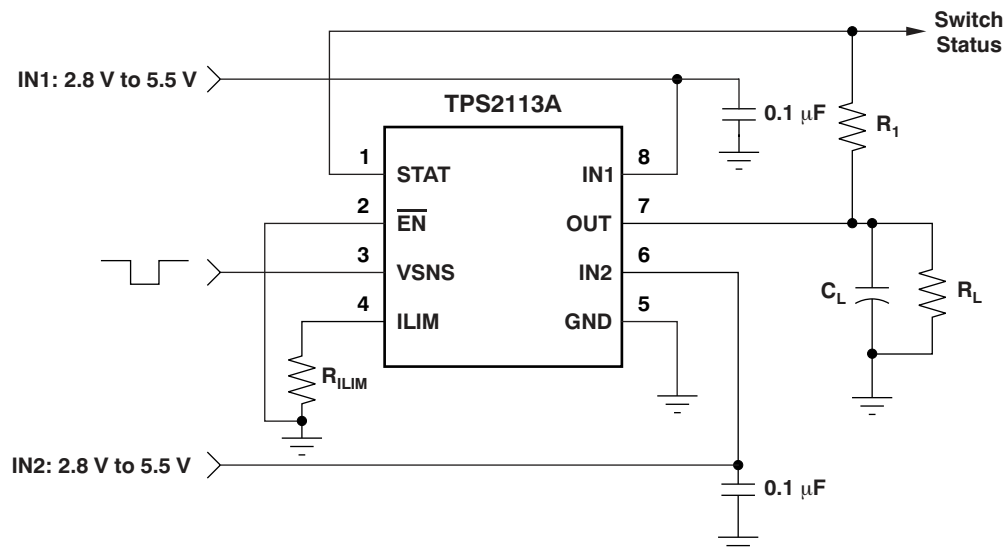 Switch
Status
IN1: 2.8 V to 5.5 V
TPS2113A
0.1 μF
R1
1
STAT
IN1
8
2
EN
OUT
7
3
VSNS
IN2
6
4
ILIM
GND
5
CL
RL
RILIM
IN2: 2.8 V to 5.5 V
0.1 μF